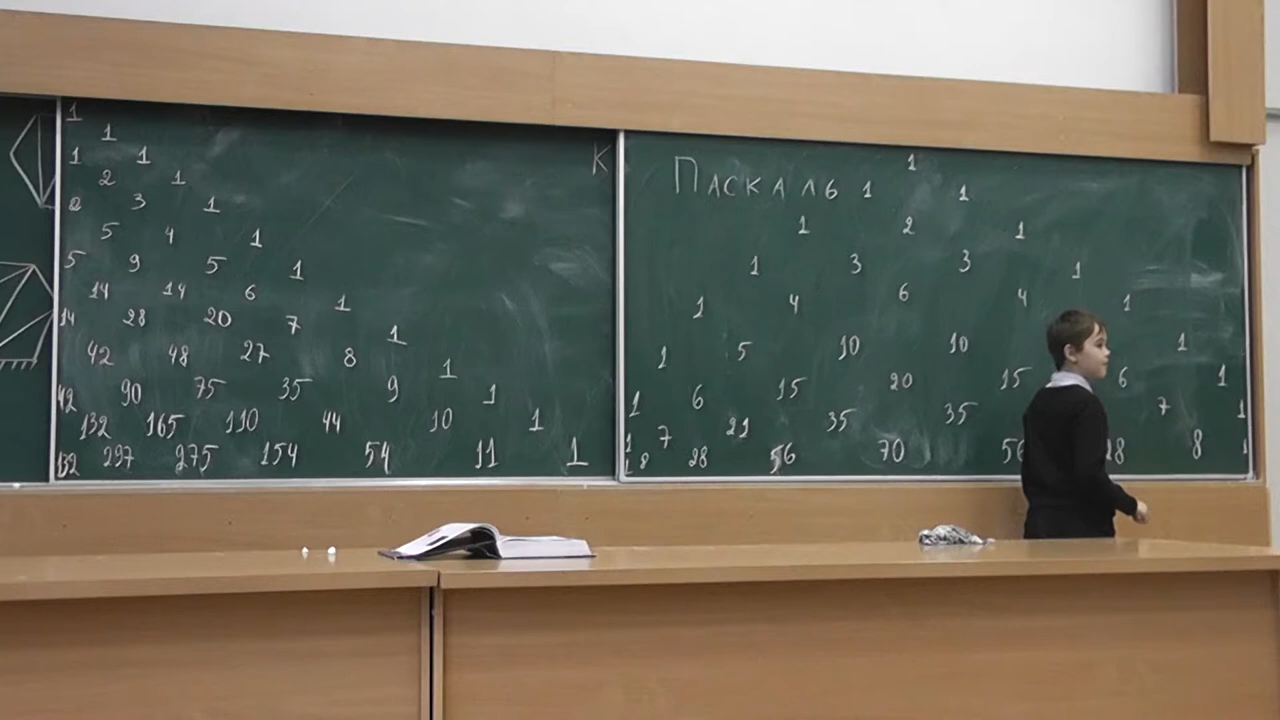 1
1
1 1
2 1
2 3 1
5 4 1
5 9 5 1
14 14 6 1
14 28 20 7 1
42 48 27 8 1
42 90 75 35 9 1
132 165 110 44 10 1
132 297 275 154 54 11 1
К
ПАСКАЛЬ
1
1 1
1 2 1
1 3 3 1
1 4 6 4 1
1 5 10 10 1
1 6 15 20 15 6 1
1 7 21 35 35 7 1
1 8 28 56 70 56 28 8 1